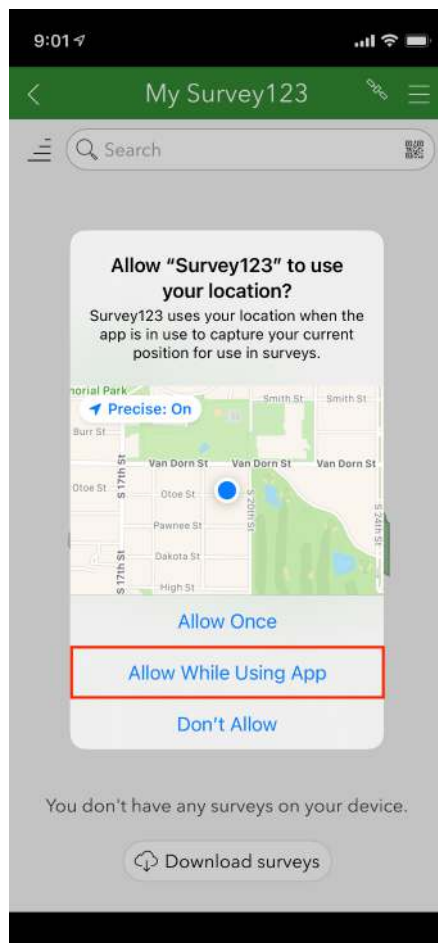 9:01
My Survey123
Search
Allow “Survey123” to use
your location?
Survey123 uses your location when the
app is in use to capture your current
position for use in surveys.
norial Park
Precise: On
Smith St
Smith St
Burr St
Van Dorn St
Van Dorn St
Van Dorn St
S 17th St
Otoe St
Otoe St
S 20th St
S 24th St
Pawnee St
Dakota St
S 17th St
High St
Allow Once
Allow While Using App
Don't Allow
You don't have any surveys on your device.
Download surveys